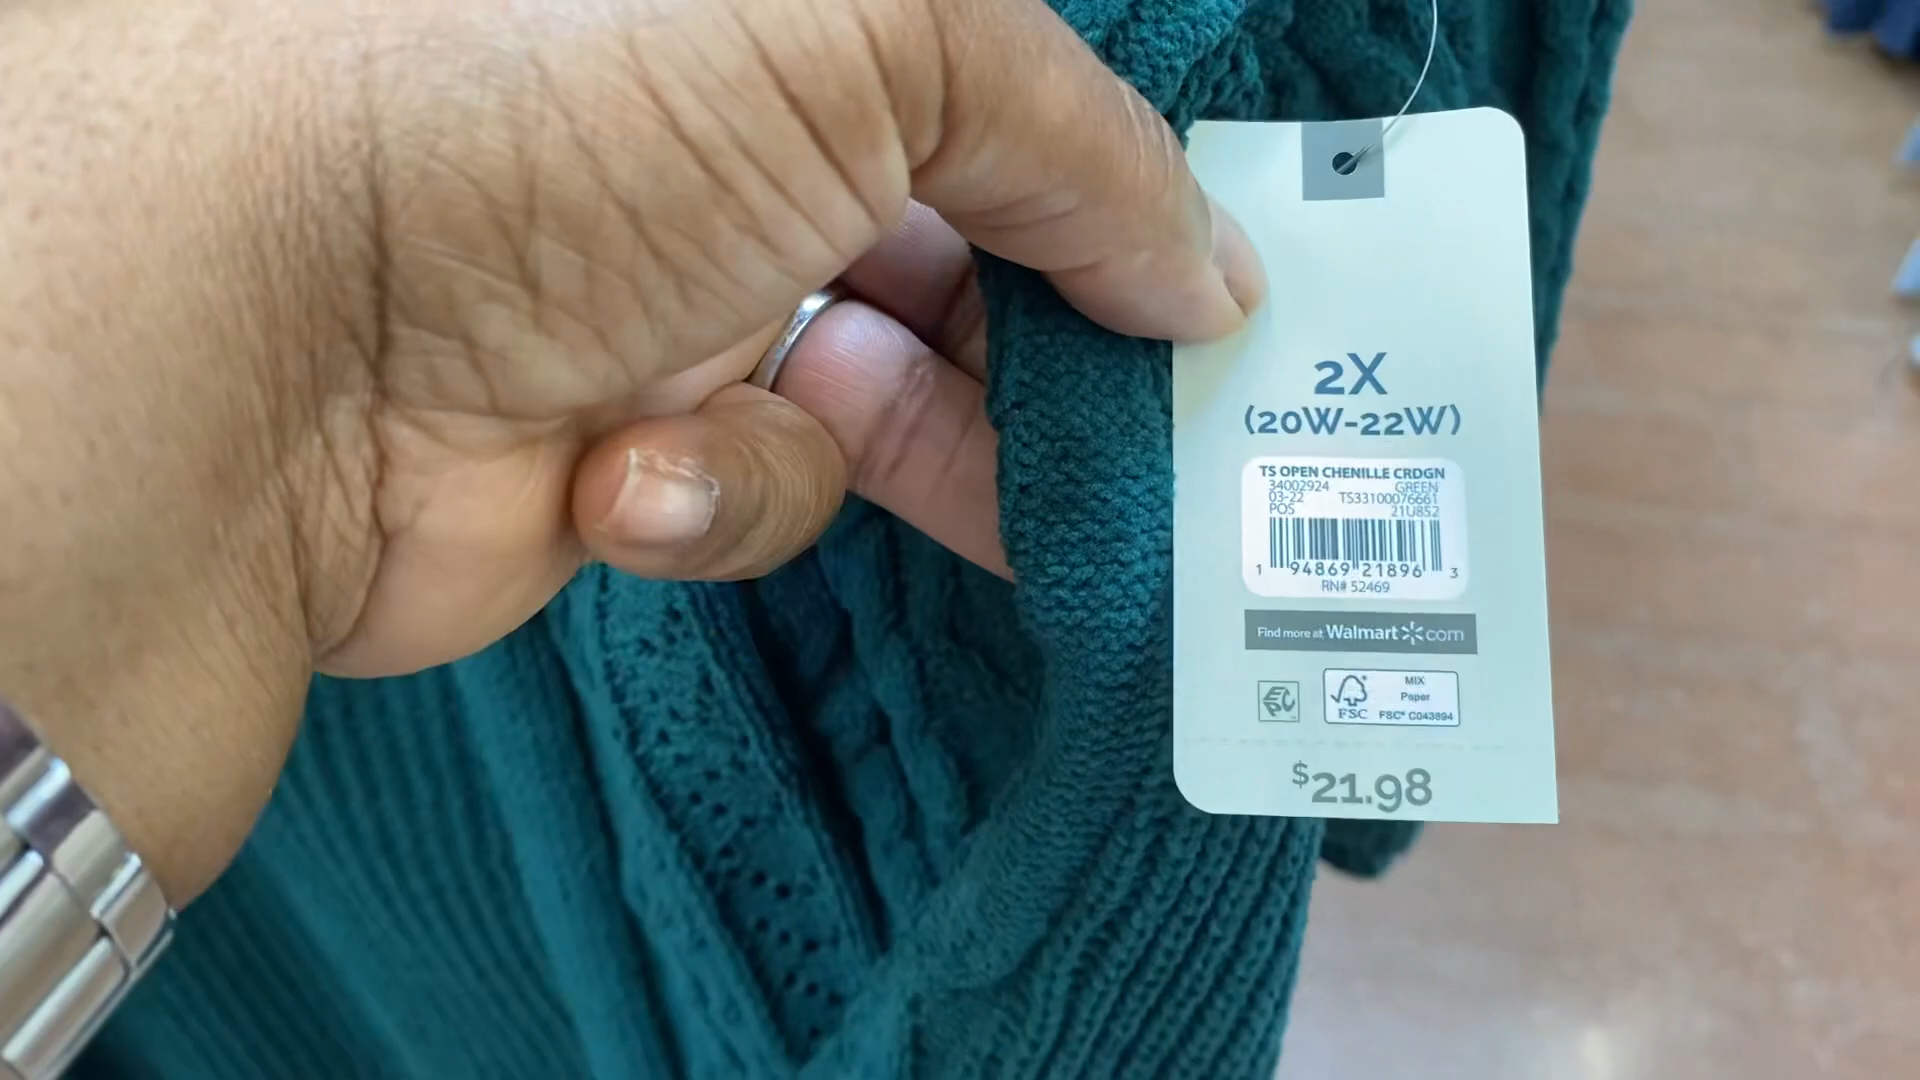 2X
(20W-22W)
TS OPEN CHENILLE CRDGN
34002924 GREEN
03-22 TS33100076661
POS 21U852
1 94869 21896 3
RN# 52469
Find more at Walmart.com
EPC
FSC MIX
Paper
FSC® C043894
$21.98